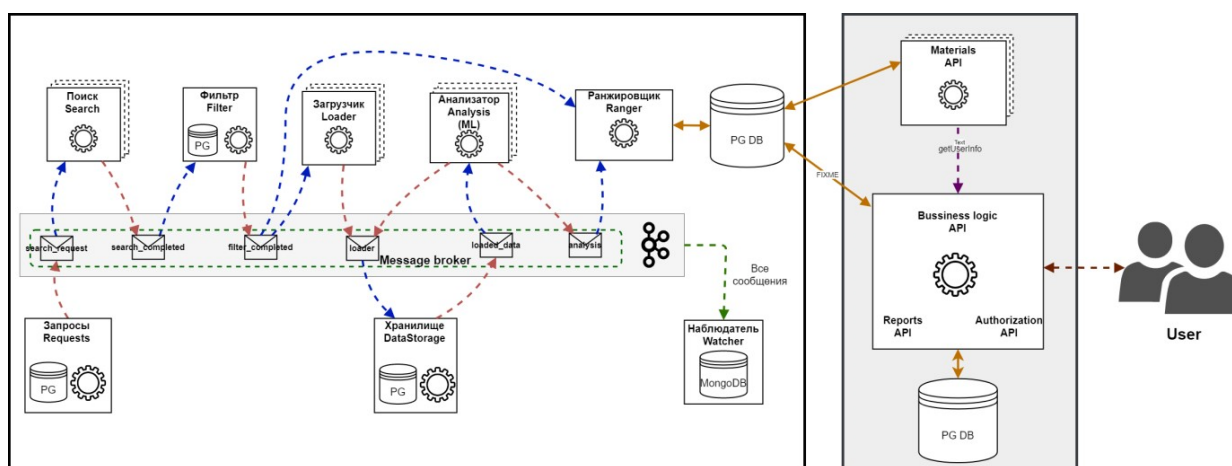 Поиск
Search
Фильтр
Filter
PG
Загрузчик
Loader
Анализатор
Analysis
(ML)
Ранжировщик
Ranger
PG DB
Materials
API
Text
getUserInfo
FIXME
Bussiness logic
API
Reports
API
Authorization
API
PG DB
User
search_request
search_completed
filter_completed
loader
loaded_data
analysis
Message broker
Все
сообщения
Запросы
Requests
PG
Хранилище
DataStorage
PG
Наблюдатель
Watcher
MongoDB